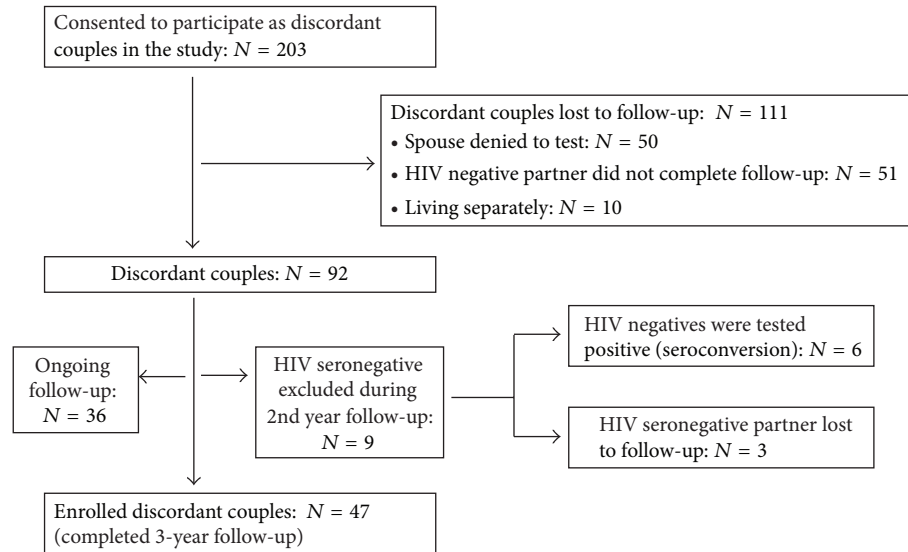 Consented to participate as discordant
couples in the study: N = 203
Discordant couples lost to follow-up: N = 111
• Spouse denied to test: N = 50
• HIV negative partner did not complete follow-up: N = 51
• Living separately: N = 10
Discordant couples: N = 92
Ongoing
follow-up:
N = 36
HIV seronegative
excluded during
2nd year follow-up:
N = 9
HIV negatives were tested
positive (seroconversion): N = 6
HIV seronegative partner lost
to follow-up: N = 3
Enrolled discordant couples: N = 47
(completed 3-year follow-up)